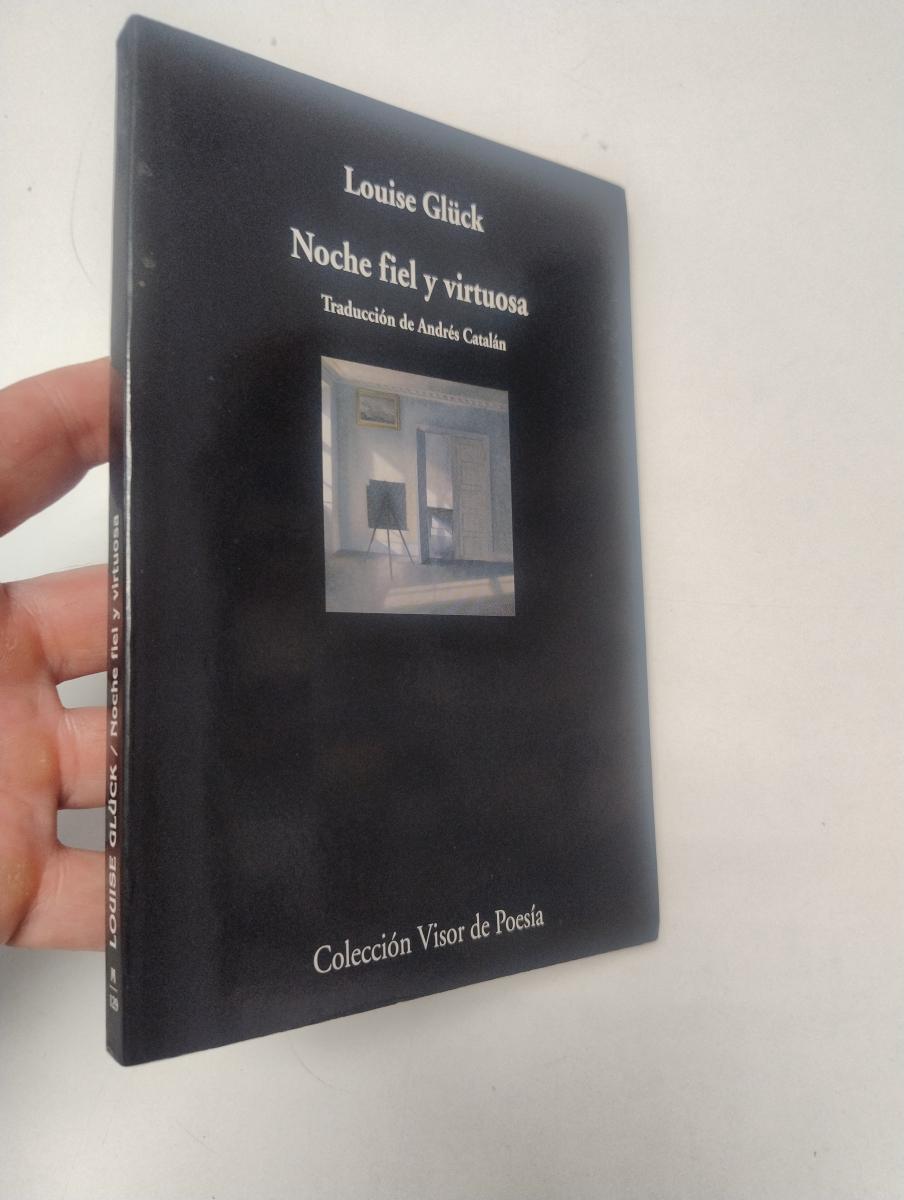 Louise Glück
Noche fiel y virtuosa
Traducción de Andrés Catalán
Colección Visor de Poesía
LOUISE GLÜCK / Noche fiel y virtuosa